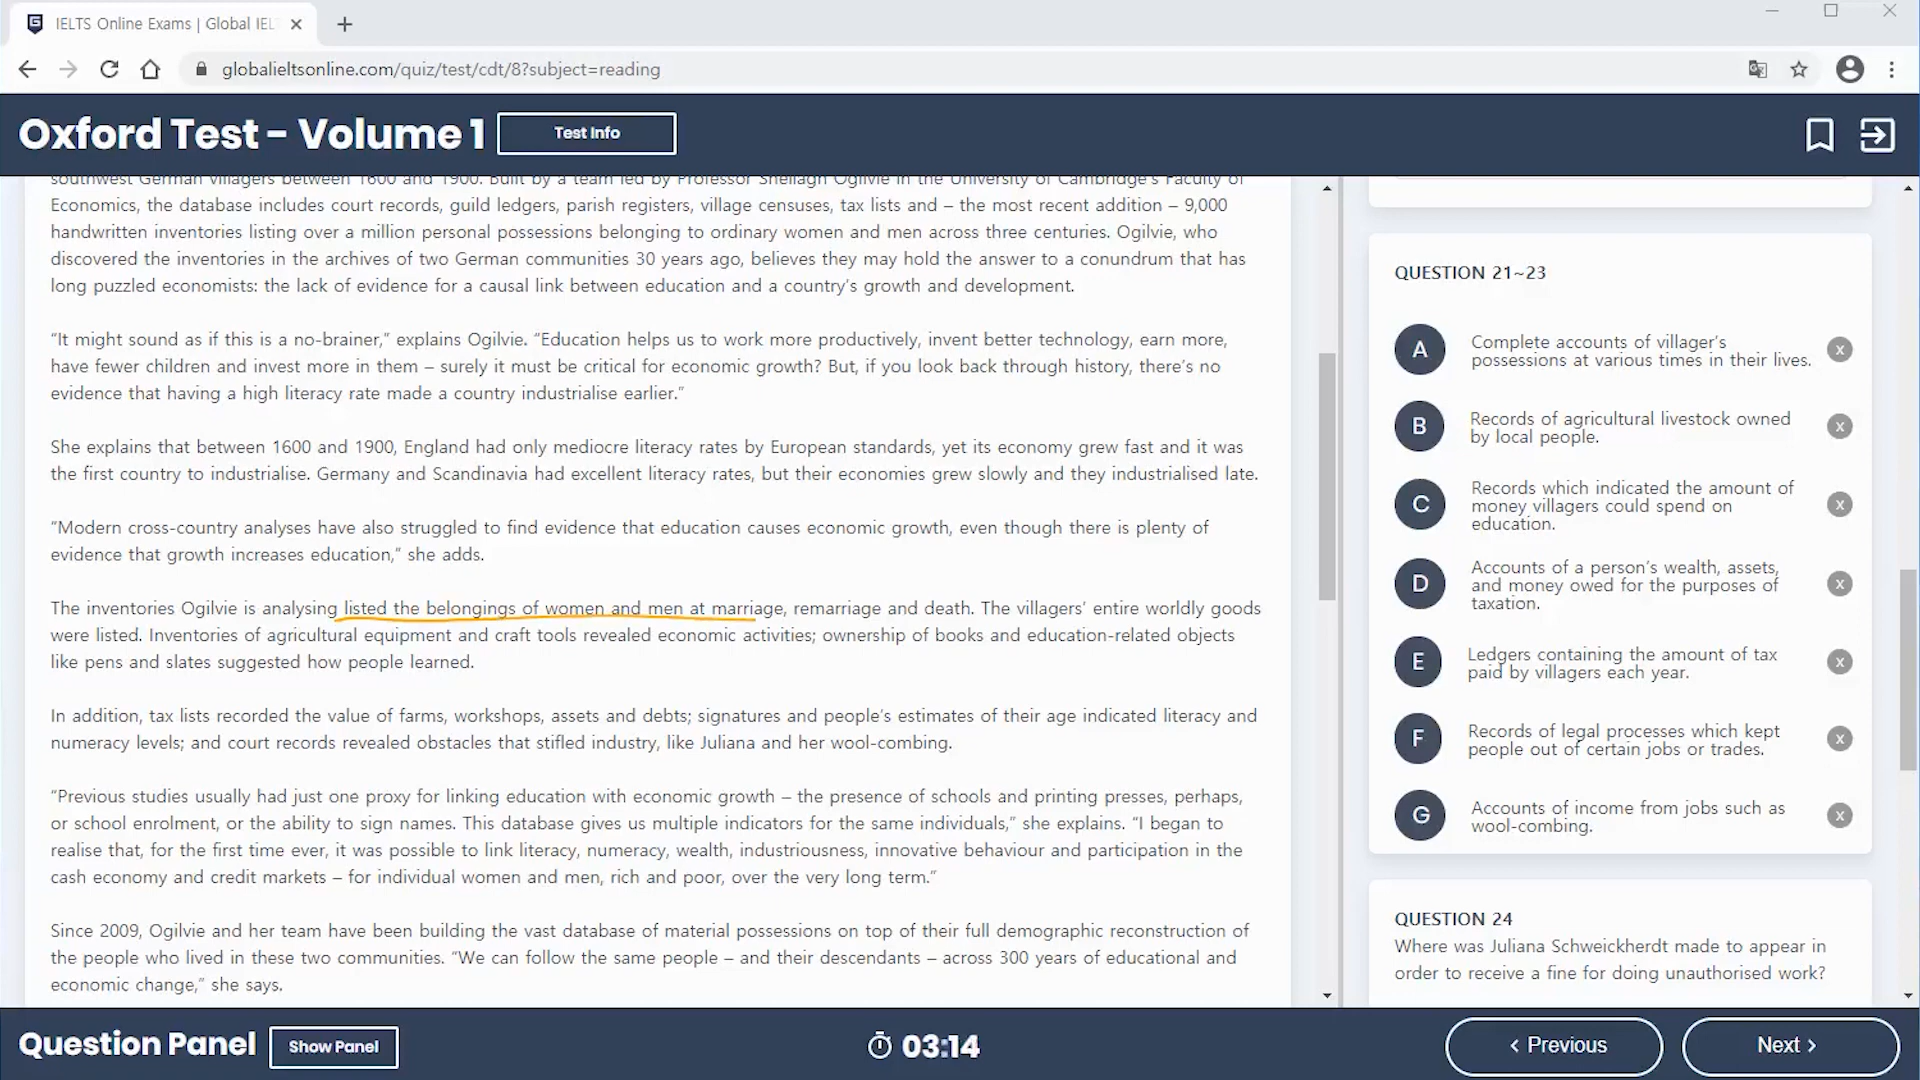 IELTS Online Exams | Global IEL
globalieltsonline.com/quiz/test/cdt/8?subject=reading
Oxford Test - Volume 1
Test Info
southwest German villagers between 1600 and 1900. Built by a team led by Professor Sheilagh Ogilvie in the University of Cambridge's Faculty of
Economics, the database includes court records, guild ledgers, parish registers, village censuses, tax lists and – the most recent addition – 9,000
handwritten inventories listing over a million personal possessions belonging to ordinary women and men across three centuries. Ogilvie, who
discovered the inventories in the archives of two German communities 30 years ago, believes they may hold the answer to a conundrum that has
long puzzled economists: the lack of evidence for a causal link between education and a country's growth and development.
“It might sound as if this is a no-brainer,” explains Ogilvie. “Education helps us to work more productively, invent better technology, earn more,
have fewer children and invest more in them – surely it must be critical for economic growth? But, if you look back through history, there's no
evidence that having a high literacy rate made a country industrialise earlier.”
She explains that between 1600 and 1900, England had only mediocre literacy rates by European standards, yet its economy grew fast and it was
the first country to industrialise. Germany and Scandinavia had excellent literacy rates, but their economies grew slowly and they industrialised late.
“Modern cross-country analyses have also struggled to find evidence that education causes economic growth, even though there is plenty of
evidence that growth increases education,” she adds.
The inventories Ogilvie is analysing listed the belongings of women and men at marriage, remarriage and death. The villagers' entire worldly goods
were listed. Inventories of agricultural equipment and craft tools revealed economic activities; ownership of books and education-related objects
like pens and slates suggested how people learned.
In addition, tax lists recorded the value of farms, workshops, assets and debts; signatures and people's estimates of their age indicated literacy and
numeracy levels; and court records revealed obstacles that stifled industry, like Juliana and her wool-combing.
“Previous studies usually had just one proxy for linking education with economic growth – the presence of schools and printing presses, perhaps,
or school enrolment, or the ability to sign names. This database gives us multiple indicators for the same individuals,” she explains. “I began to
realise that, for the first time ever, it was possible to link literacy, numeracy, wealth, industriousness, innovative behaviour and participation in the
cash economy and credit markets – for individual women and men, rich and poor, over the very long term.”
Since 2009, Ogilvie and her team have been building the vast database of material possessions on top of their full demographic reconstruction of
the people who lived in these two communities. “We can follow the same people – and their descendants – across 300 years of educational and
economic change,” she says.
QUESTION 21~23
A
Complete accounts of villager's
possessions at various times in their lives.
x
B
Records of agricultural livestock owned
by local people.
x
C
Records which indicated the amount of
money villagers could spend on
education.
x
D
Accounts of a person's wealth, assets,
and money owed for the purposes of
taxation.
x
E
Ledgers containing the amount of tax
paid by villagers each year.
x
F
Records of legal processes which kept
people out of certain jobs or trades.
x
G
Accounts of income from jobs such as
wool-combing.
x
QUESTION 24
Where was Juliana Schweickherdt made to appear in
order to receive a fine for doing unauthorised work?
Question Panel
Show Panel
03:14
‹ Previous
Next ›